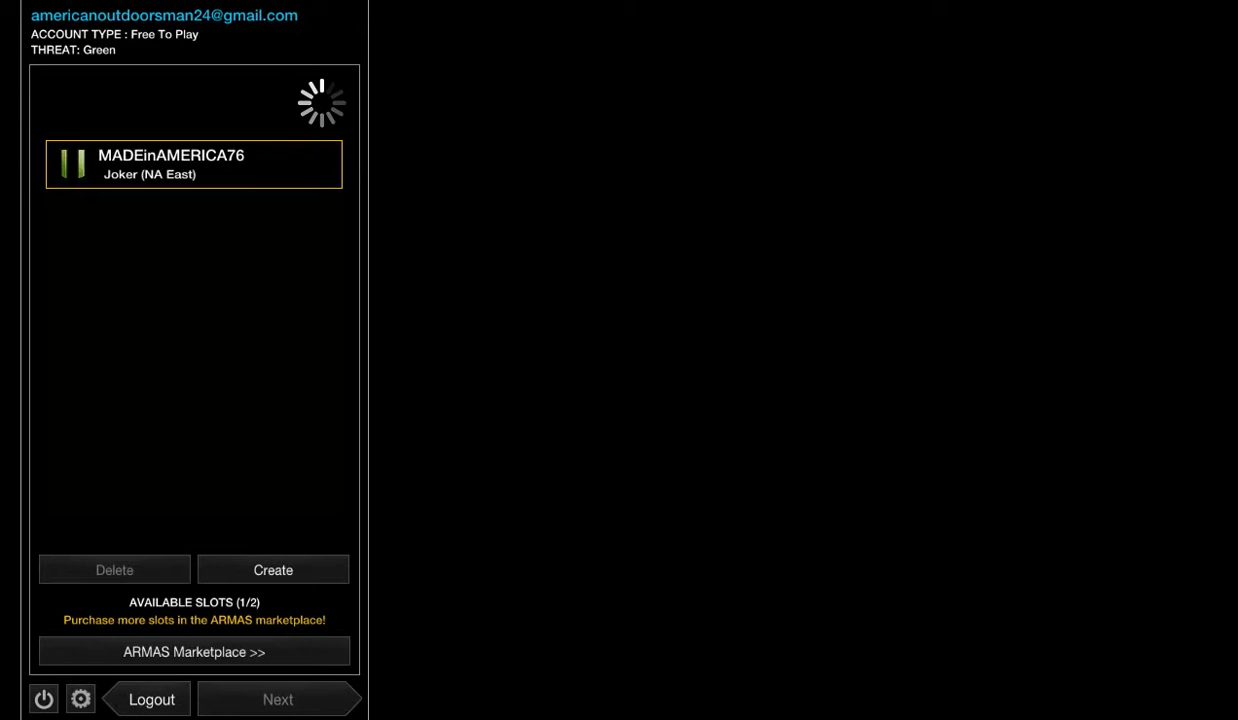 americanoutdoorsman24@gmail.com
ACCOUNT TYPE : Free To Play
THREAT: Green
MADEinAMERICA76
Joker (NA East)
Delete
Create
AVAILABLE SLOTS (1/2)
Purchase more slots in the ARMAS marketplace!
ARMAS Marketplace >>
Logout
Next